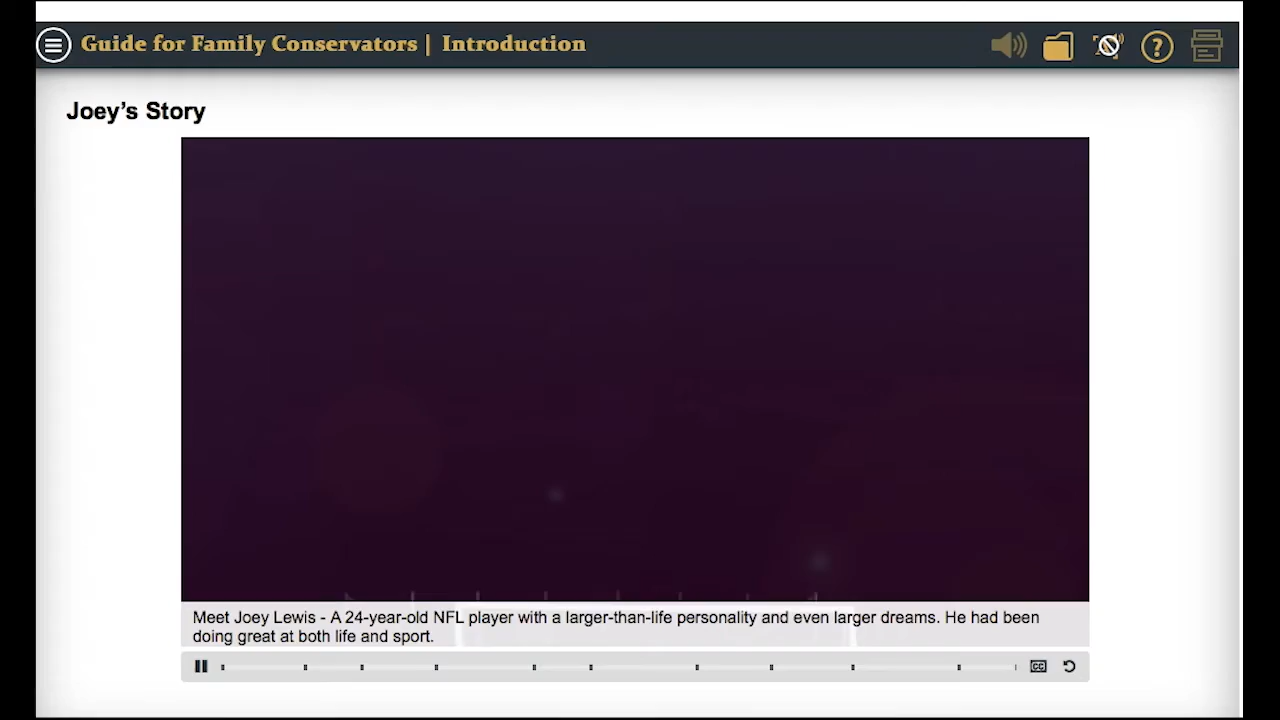 Guide for Family Conservators | Introduction
Joey's Story
Meet Joey Lewis - A 24-year-old NFL player with a larger-than-life personality and even larger dreams. He had been
doing great at both life and sport.
CC